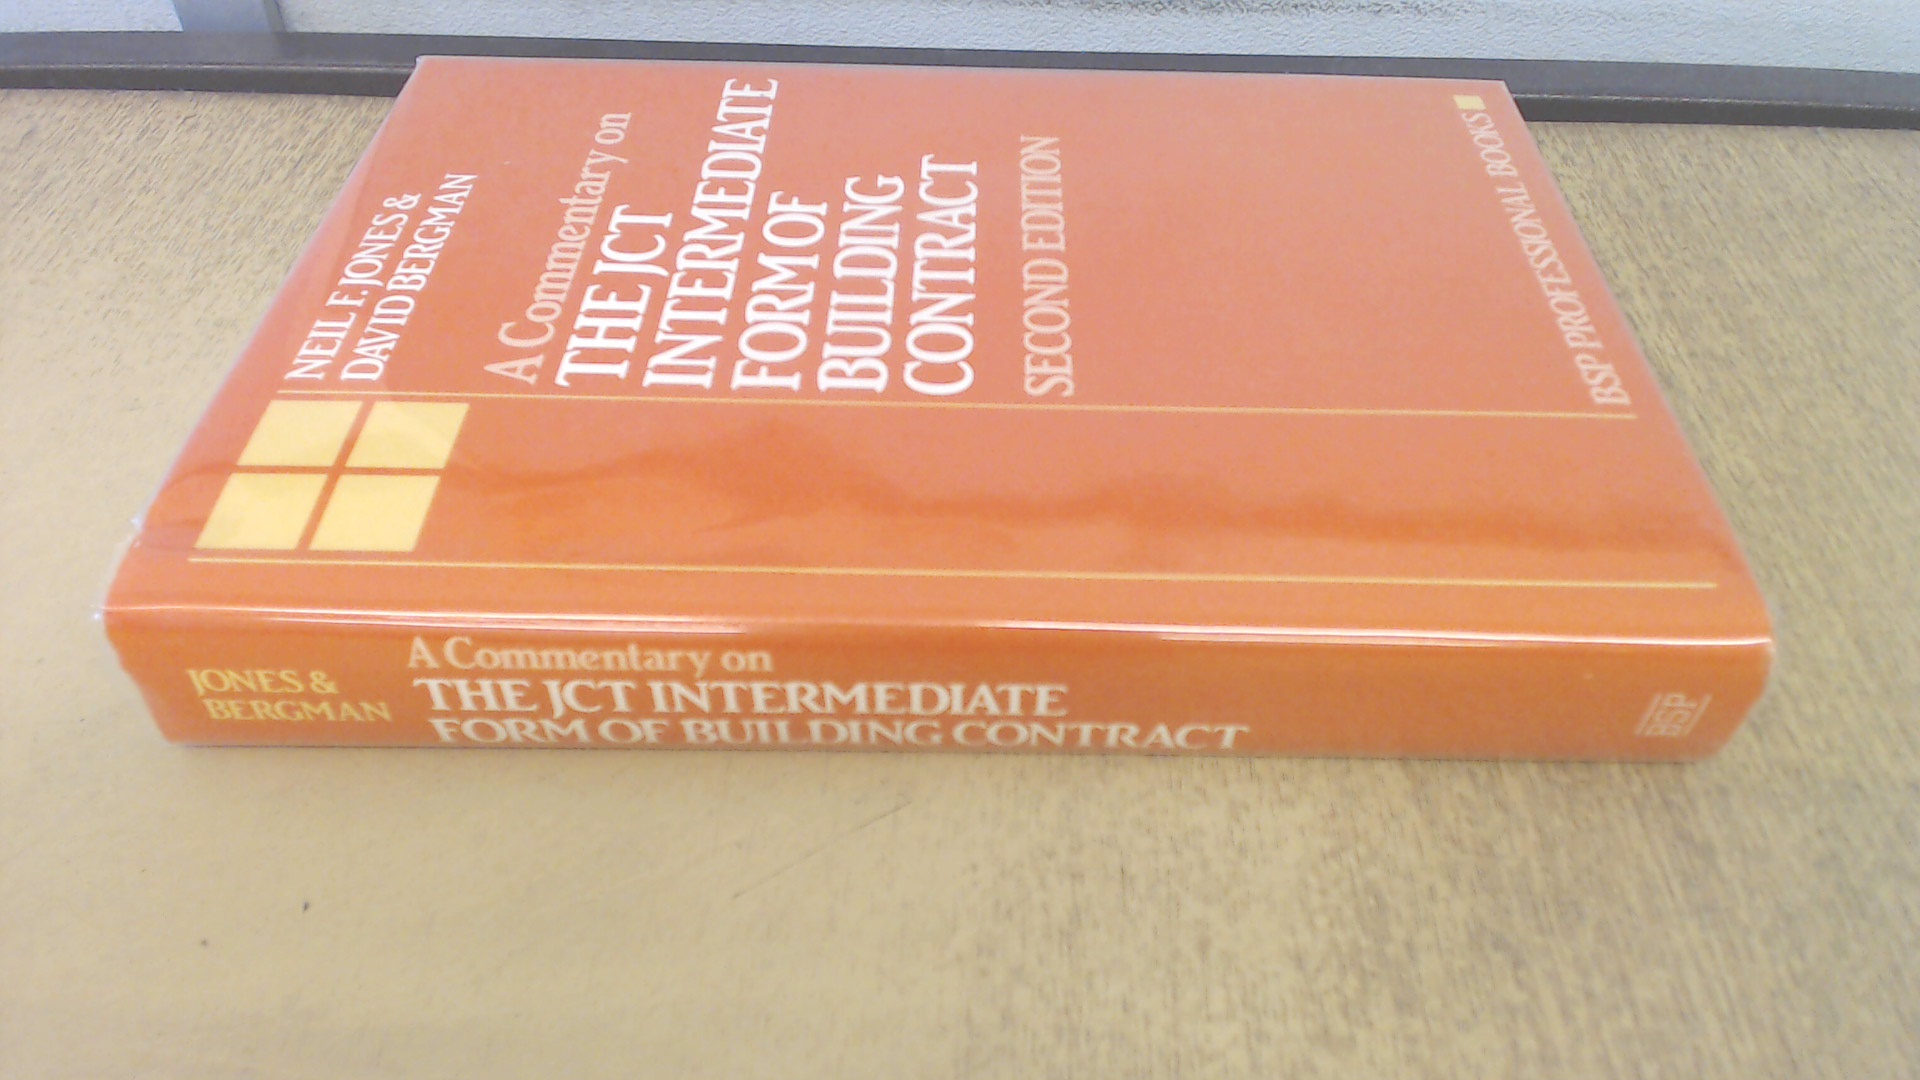 NEIL F. JONES &
DAVID BERGMAN
A Commentary on
THE JCT
INTERMEDIATE
FORM OF
BUILDING
CONTRACT
SECOND EDITION
BSP PROFESSIONAL BOOKS
JONES &
BERGMAN
A Commentary on
THE JCT INTERMEDIATE
FORM OF BUILDING CONTRACT
BSP